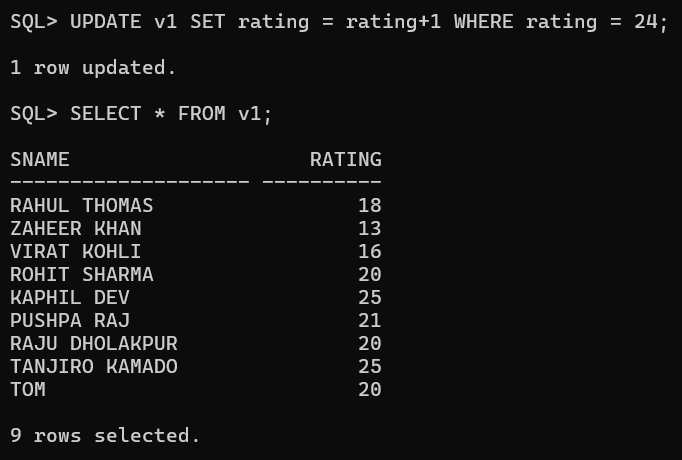 SQL> UPDATE v1 SET rating = rating+1 WHERE rating = 24;
1 row updated.
SQL> SELECT * FROM v1;
SNAME                    RATING
-------------------- ----------
RAHUL THOMAS                 18
ZAHEER KHAN                  13
VIRAT KOHLI                  16
ROHIT SHARMA                 20
KAPHIL DEV                   25
PUSHPA RAJ                   21
RAJU DHOLAKPUR               20
TANJIRO KAMADO               25
TOM                          20
9 rows selected.